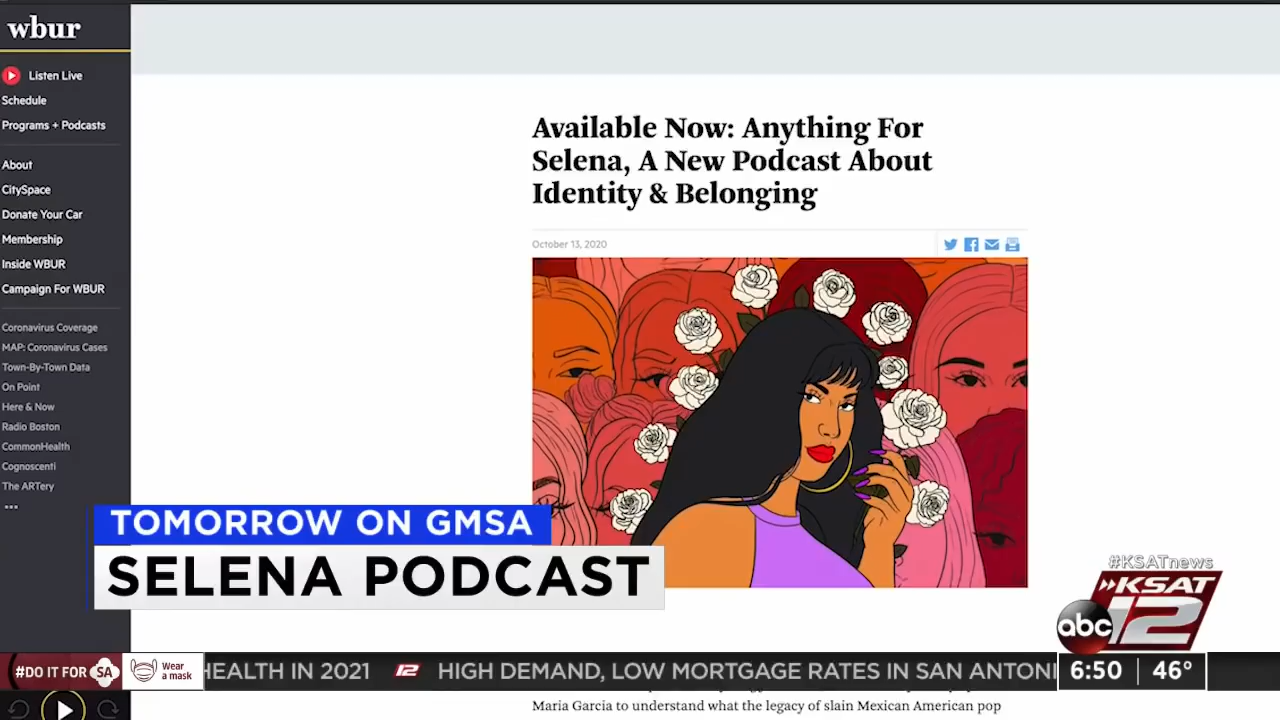 wbur
Listen Live
Schedule
Programs + Podcasts
About
CitySpace
Donate Your Car
Membership
Inside WBUR
Campaign For WBUR
Coronavirus Coverage
MAP: Coronavirus Cases
Town-By-Town Data
On Point
Here & Now
Radio Boston
CommonHealth
Cognoscenti
The ARTery
Available Now: Anything For
Selena, A New Podcast About
Identity & Belonging
October 13, 2020
TOMORROW ON GMSA
SELENA PODCAST
#KSATnews
KSAT
abc 12
#DO IT FOR SA
Wear
a mask
HEALTH IN 2021 12 HIGH DEMAND, LOW MORTGAGE RATES IN SAN ANTONI
6:50 46°
Maria Garcia to understand what the legacy of slain Mexican American pop